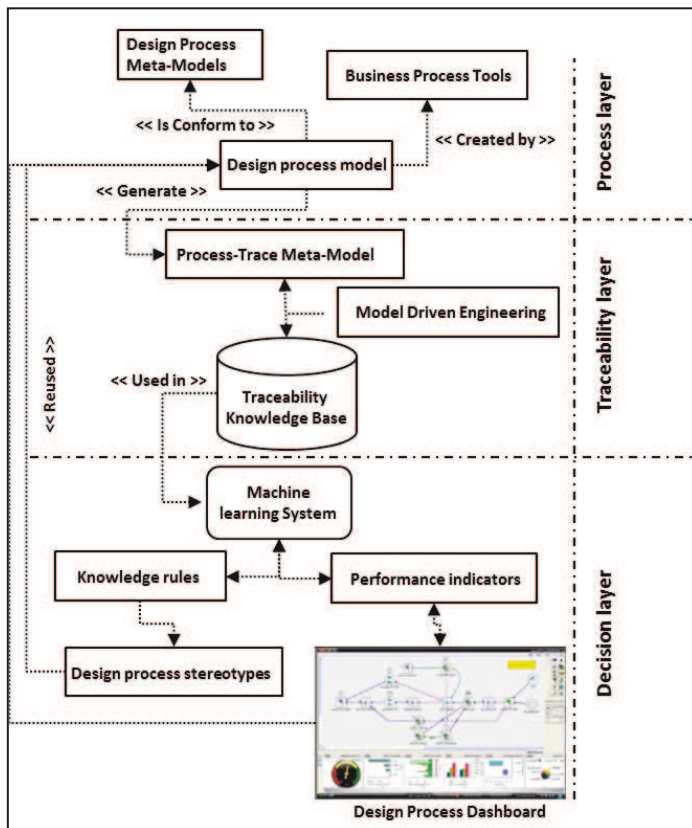 Design Process
Meta-Models
Business Process Tools
<< Is Conform to >>
<< Created by >>
Design process model
<< Generate >>
Process layer
Process-Trace Meta-Model
Model Driven Engineering
<< Reused >>
<< Used in >>
Traceability
Knowledge Base
Traceability layer
Machine
learning System
Knowledge rules
Performance indicators
Design process stereotypes
Decision layer
Design Process Dashboard